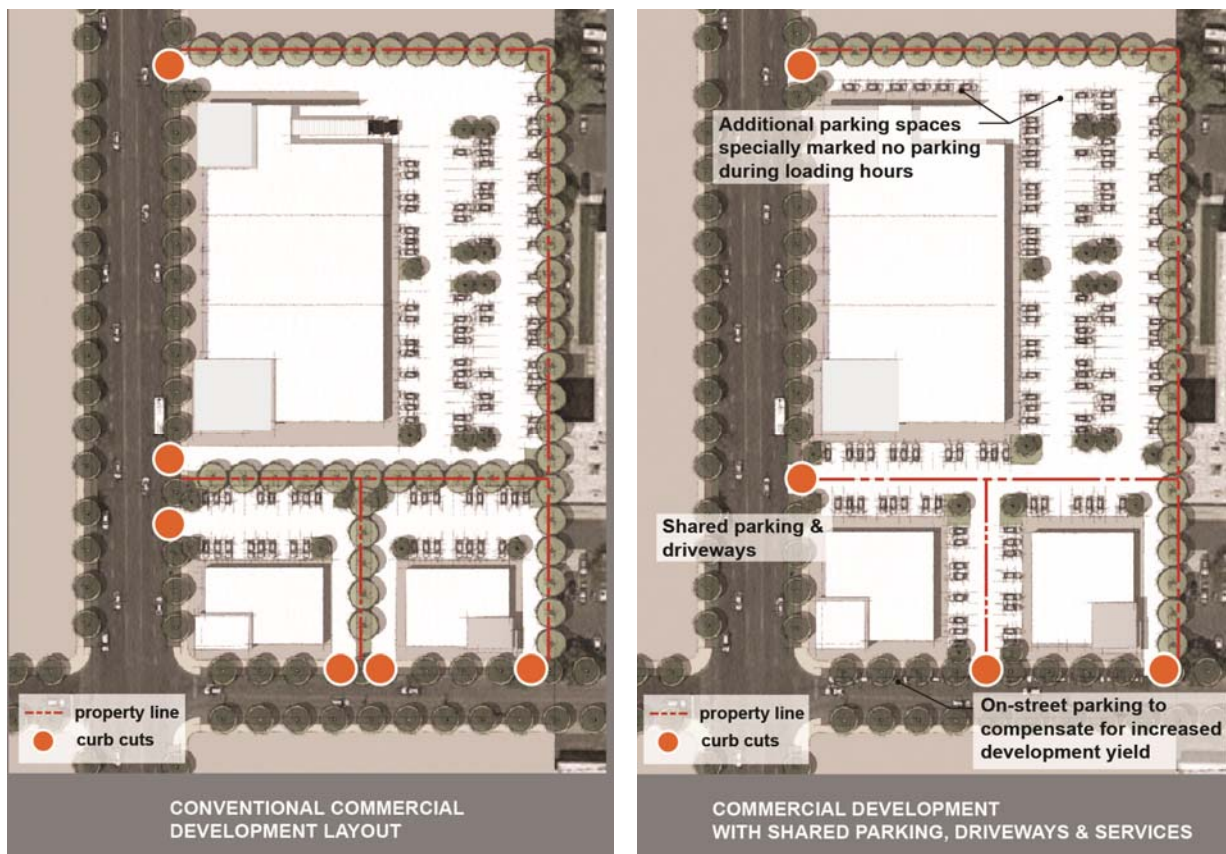 property line
curb cuts
CONVENTIONAL COMMERCIAL
DEVELOPMENT LAYOUT
Additional parking spaces
specially marked no parking
during loading hours
Shared parking &
driveways
On-street parking to
compensate for increased
development yield
property line
curb cuts
COMMERCIAL DEVELOPMENT
WITH SHARED PARKING, DRIVEWAYS & SERVICES